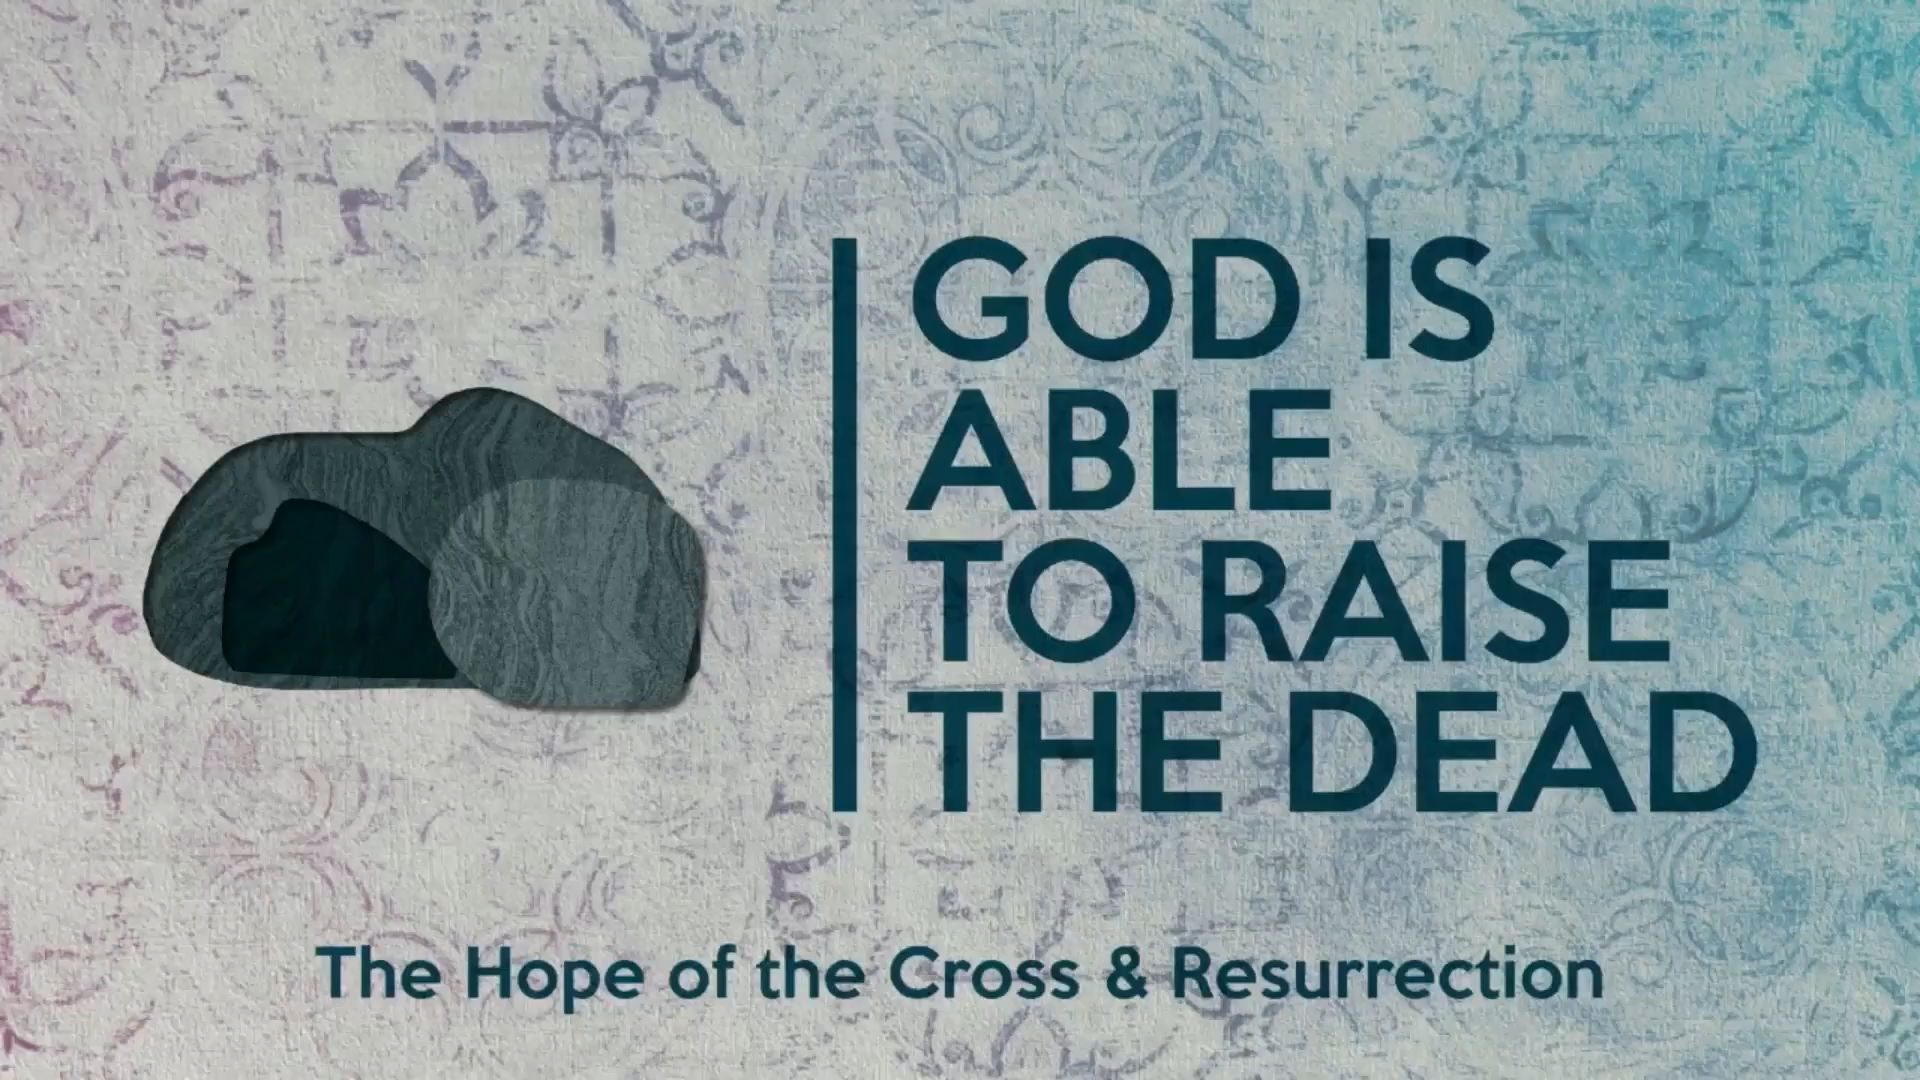 GOD IS
ABLE
TO RAISE
THE DEAD
The Hope of the Cross & Resurrection